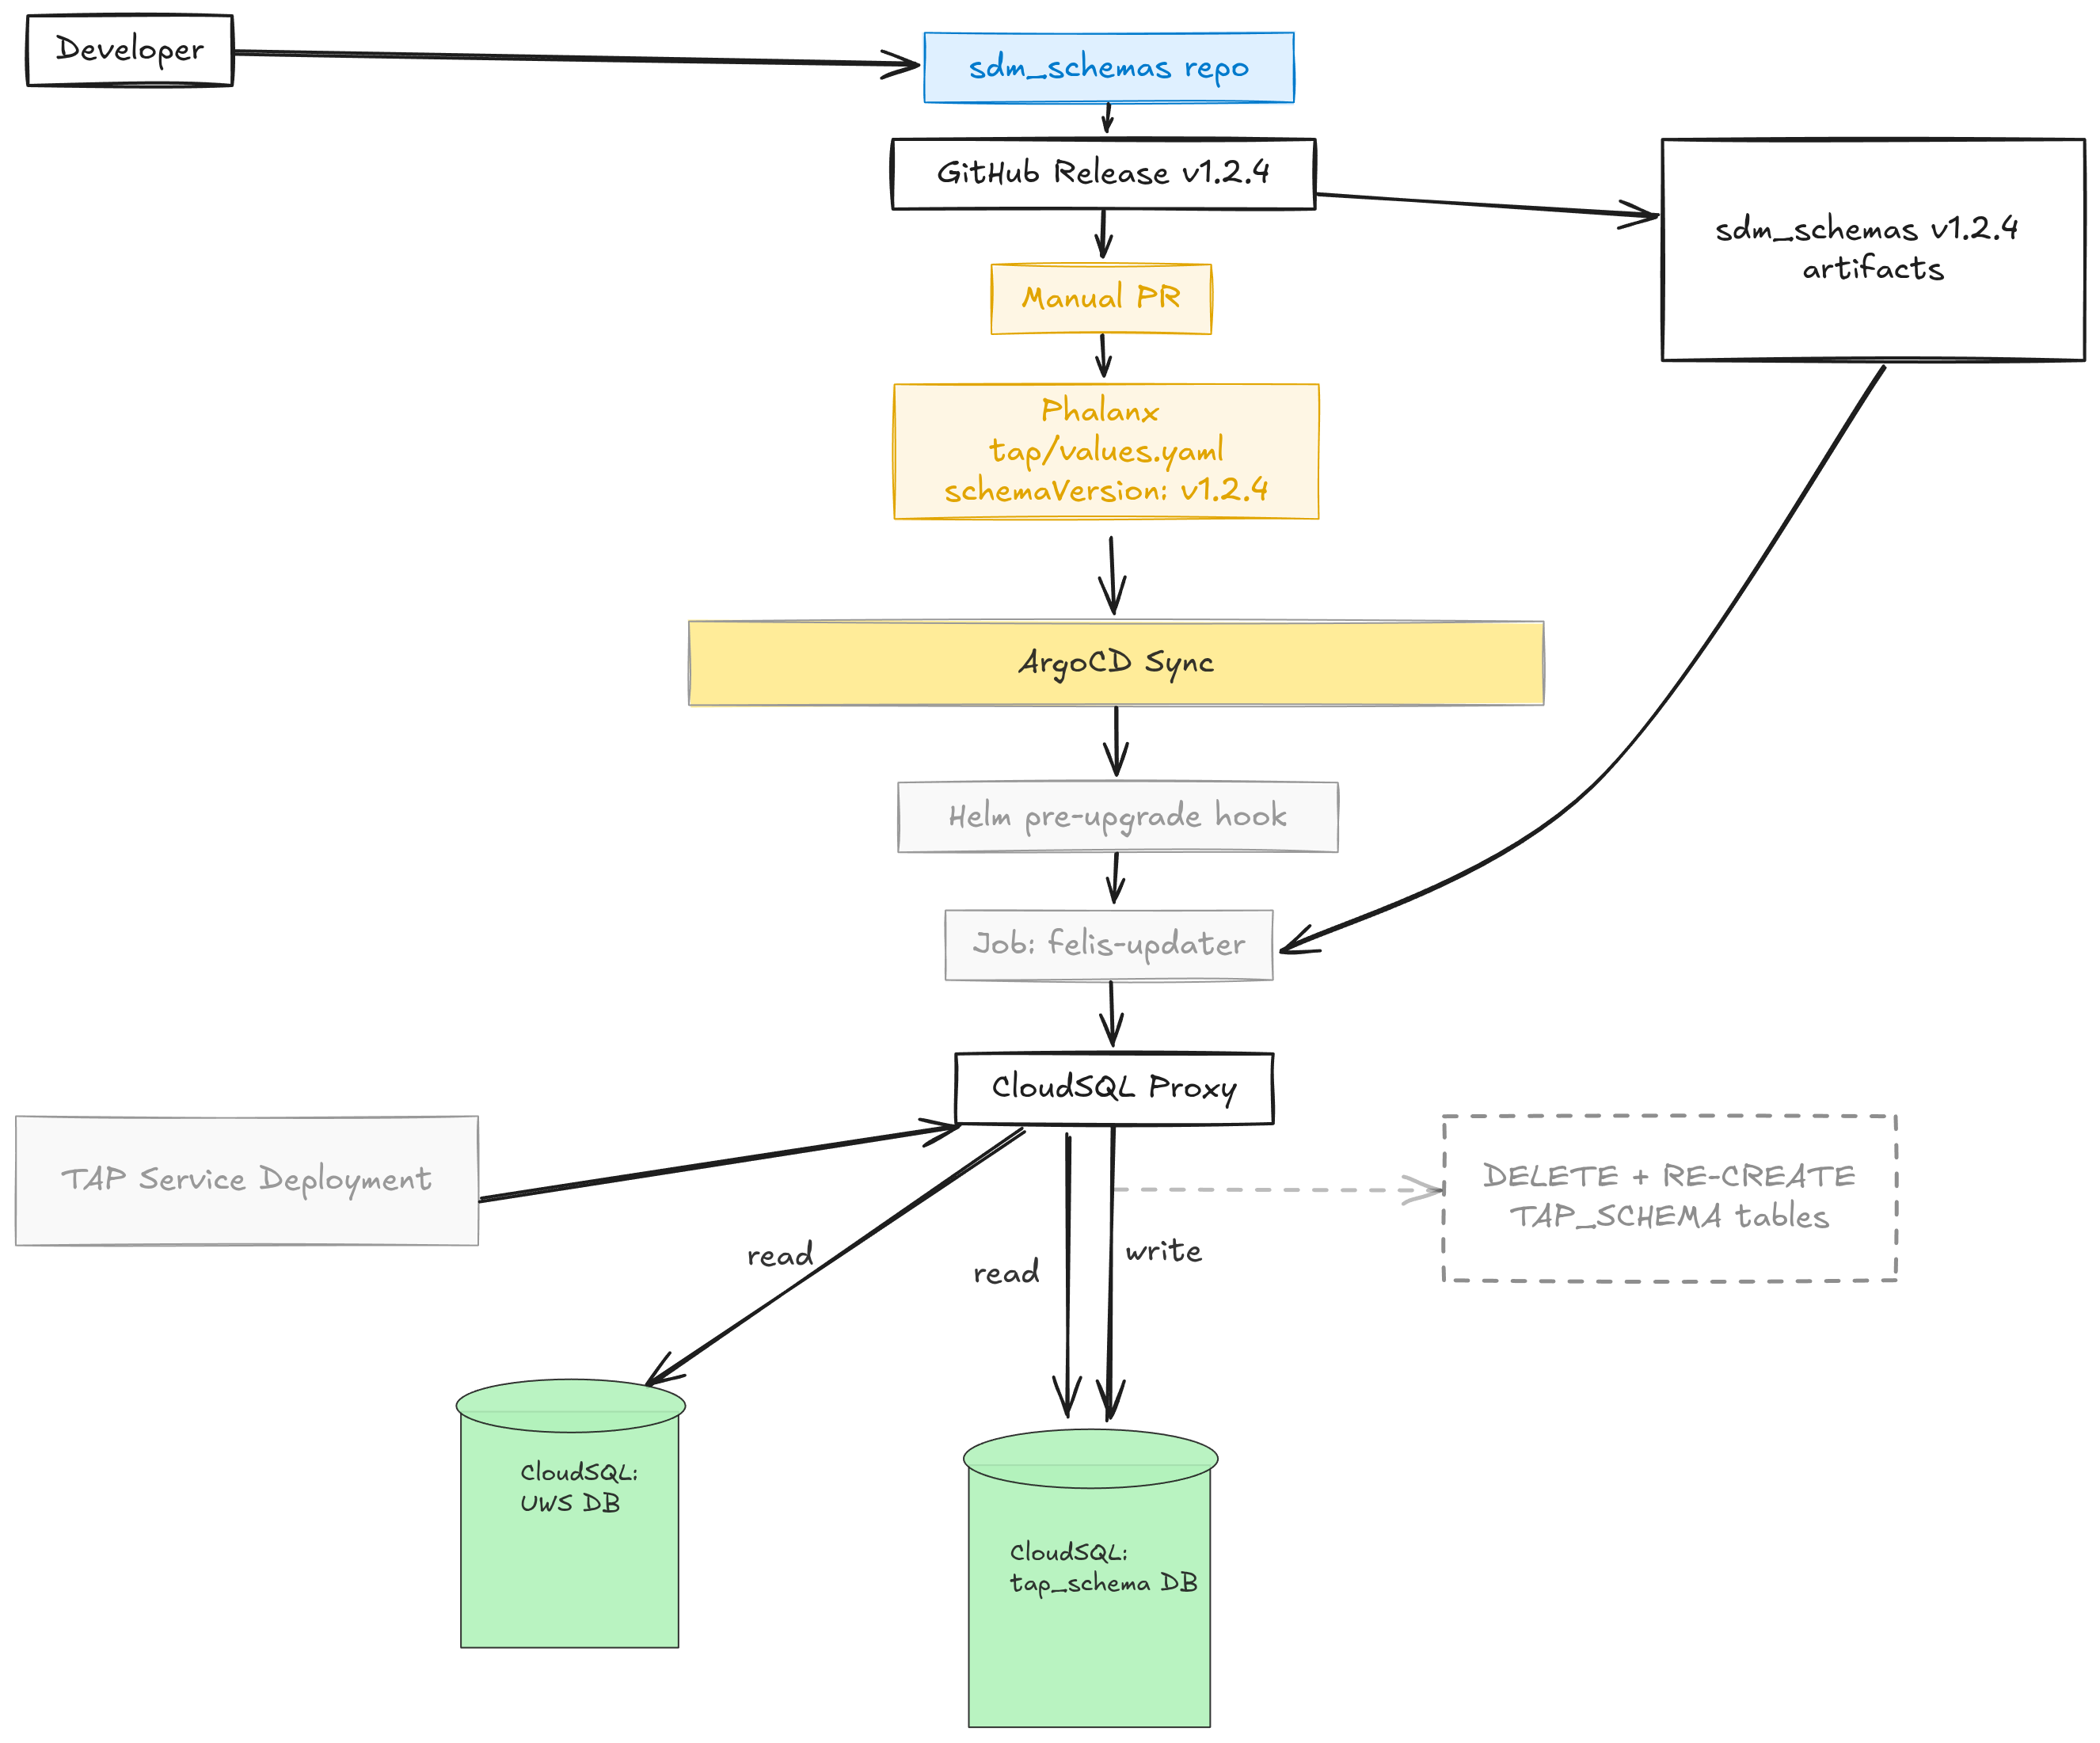 Developer
sdm_schemas repo
GitHub Release v1.2.4
sdm_schemas v1.2.4
artifacts
Manual PR
Phalanx
tap/values.yaml
schemaVersion: v1.2.4
ArgoCD Sync
Helm pre-upgrade hook
Job: felis-updater
CloudSQL Proxy
TAP Service Deployment
DELETE + RE-CREATE
TAP_SCHEMA tables
read
read
write
CloudSQL:
UWS DB
CloudSQL:
tap_schema DB